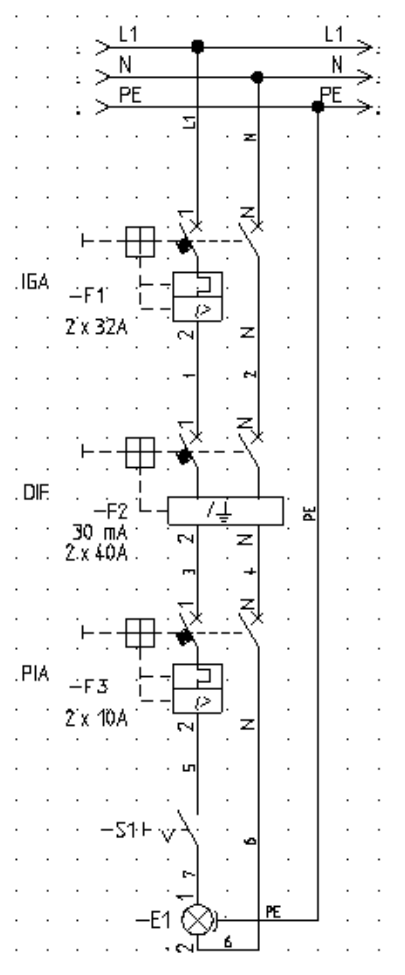 L1 L1
N N
PE PE
L1 N
1 N
IGA -F1
2 x 32A
2 N
1 2
1 N
DIF
-F2
30 mA
2 x 40A
PE
2 N
3 4
1 N
PIA
-F3
2 x 10A
2 N
5
-S1
6
7
1
-E1 PE
2 6